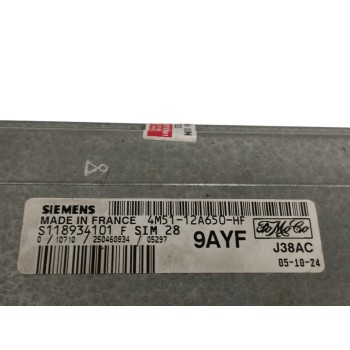 SIEMENS
MADE IN FRANCE 4M51-12A650-HF
S118934101 F SIM 28
0 / 10710 / 250460834 / 05297
9AYF
FoMoCo
J38AC
05-10-24